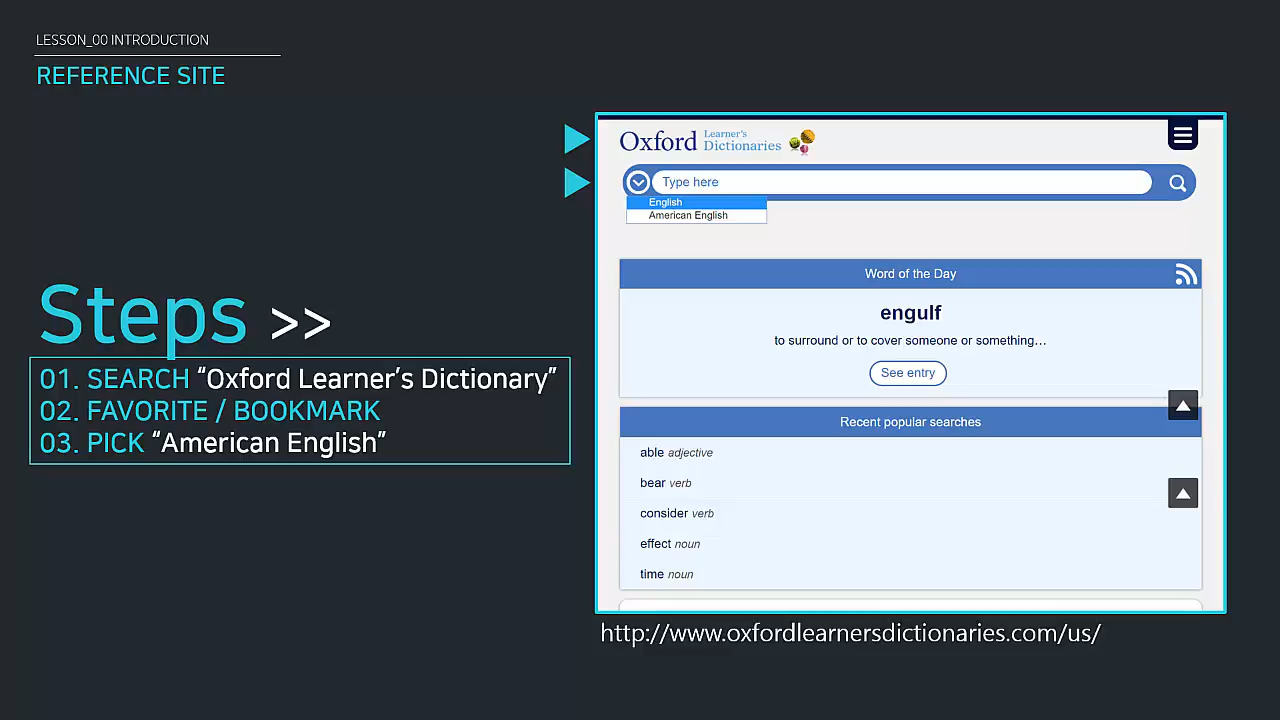 LESSON_00 INTRODUCTION
REFERENCE SITE
Steps >>
01. SEARCH “Oxford Learner’s Dictionary”
02. FAVORITE / BOOKMARK
03. PICK “American English”
Oxford Learner's Dictionaries
Type here
English
American English
Word of the Day
engulf
to surround or to cover someone or something…
See entry
Recent popular searches
able adjective
bear verb
consider verb
effect noun
time noun
http://www.oxfordlearnersdictionaries.com/us/